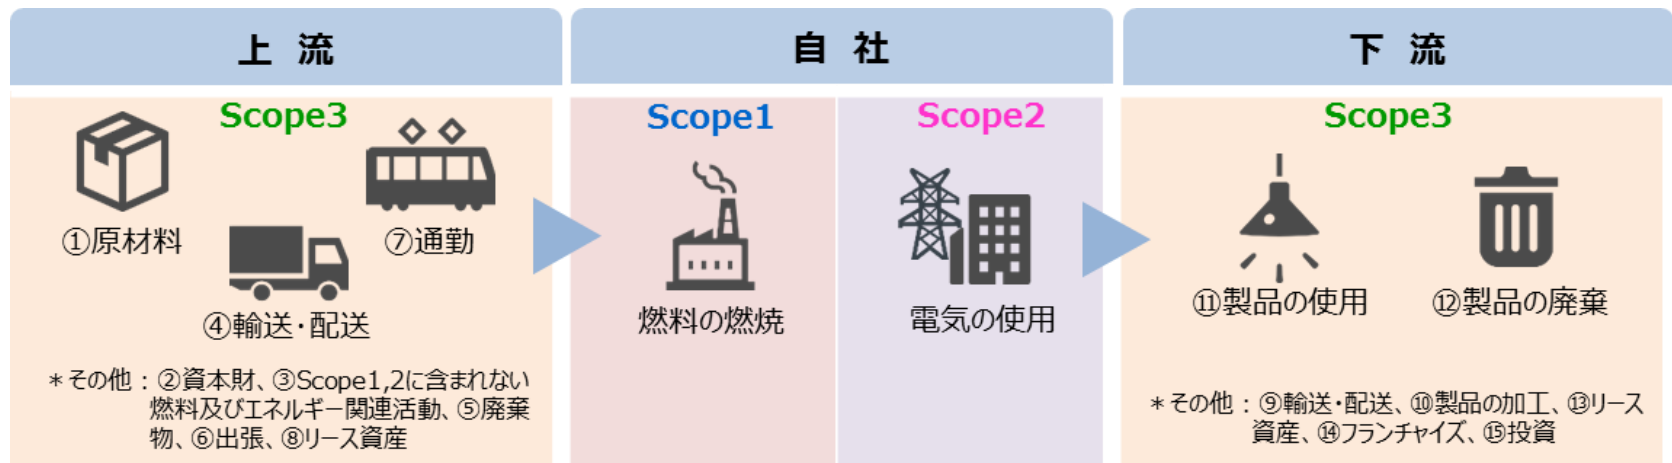 上 流
Scope3
①原材料
⑦通勤
④輸送・配送
＊その他：②資本財、③Scope1,2に含まれない
燃料及びエネルギー関連活動、⑤廃棄
物、⑥出張、⑧リース資産
自 社
Scope1
燃料の燃焼
Scope2
電気の使用
下 流
Scope3
⑪製品の使用
⑫製品の廃棄
＊その他：⑨輸送・配送、⑩製品の加工、⑬リース
資産、⑭フランチャイズ、⑮投資